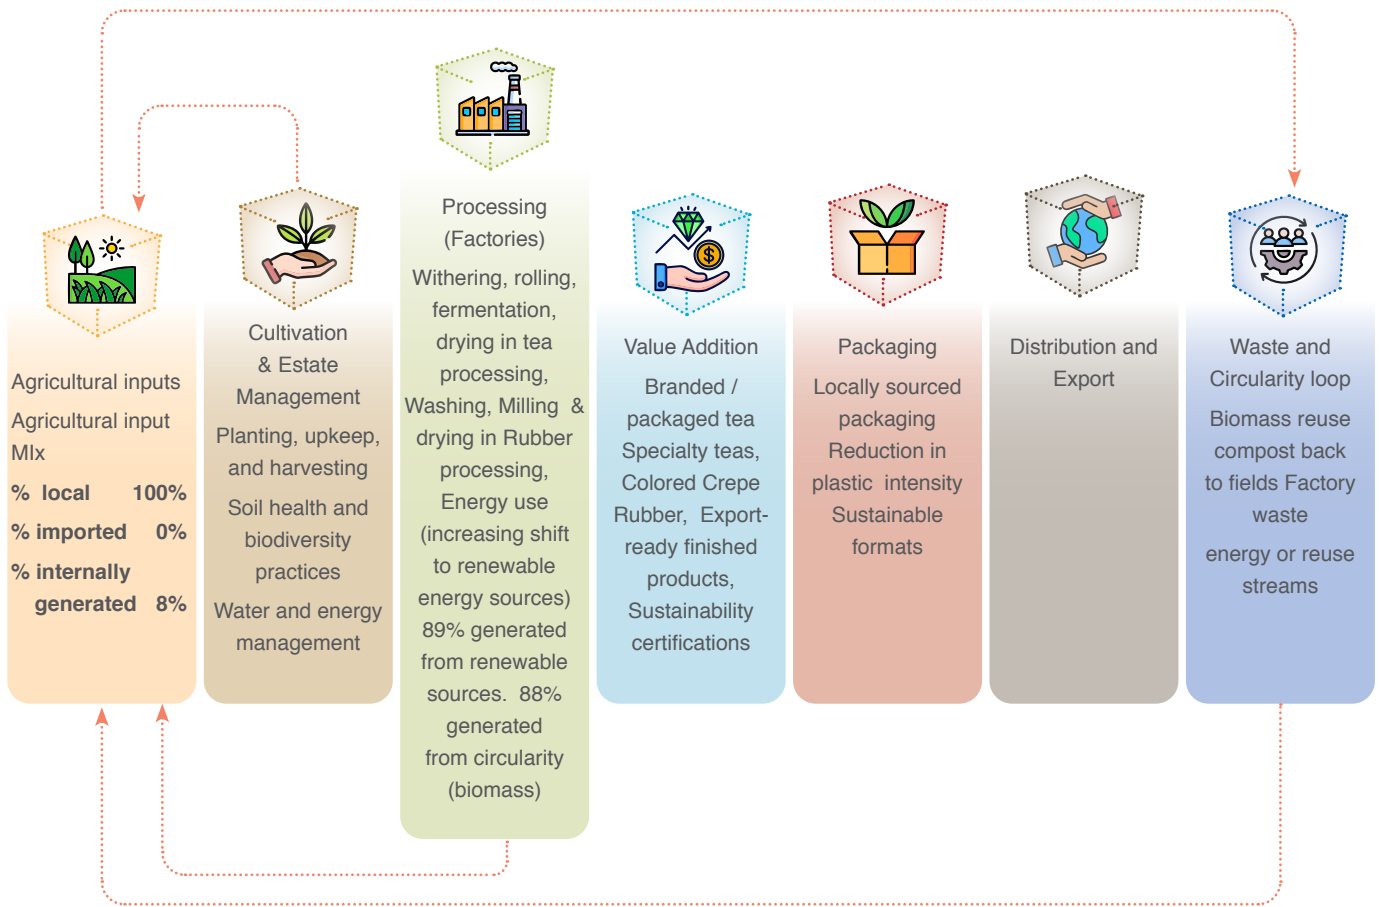 Agricultural inputs
Agricultural input
MIx
% local 100%
% imported 0%
% internally
generated 8%
Cultivation
& Estate
Management
Planting, upkeep,
and harvesting
Soil health and
biodiversity
practices
Water and energy
management
Processing
(Factories)
Withering, rolling,
fermentation,
drying in tea
processing,
Washing, Milling &
drying in Rubber
processing,
Energy use
(increasing shift
to renewable
energy sources)
89% generated
from renewable
sources. 88%
generated
from circularity
(biomass)
Value Addition
Branded /
packaged tea
Specialty teas,
Colored Crepe
Rubber, Export-
ready finished
products,
Sustainability
certifications
Packaging
Locally sourced
packaging
Reduction in
plastic intensity
Sustainable
formats
Distribution and
Export
Waste and
Circularity loop
Biomass reuse
compost back
to fields Factory
waste
energy or reuse
streams